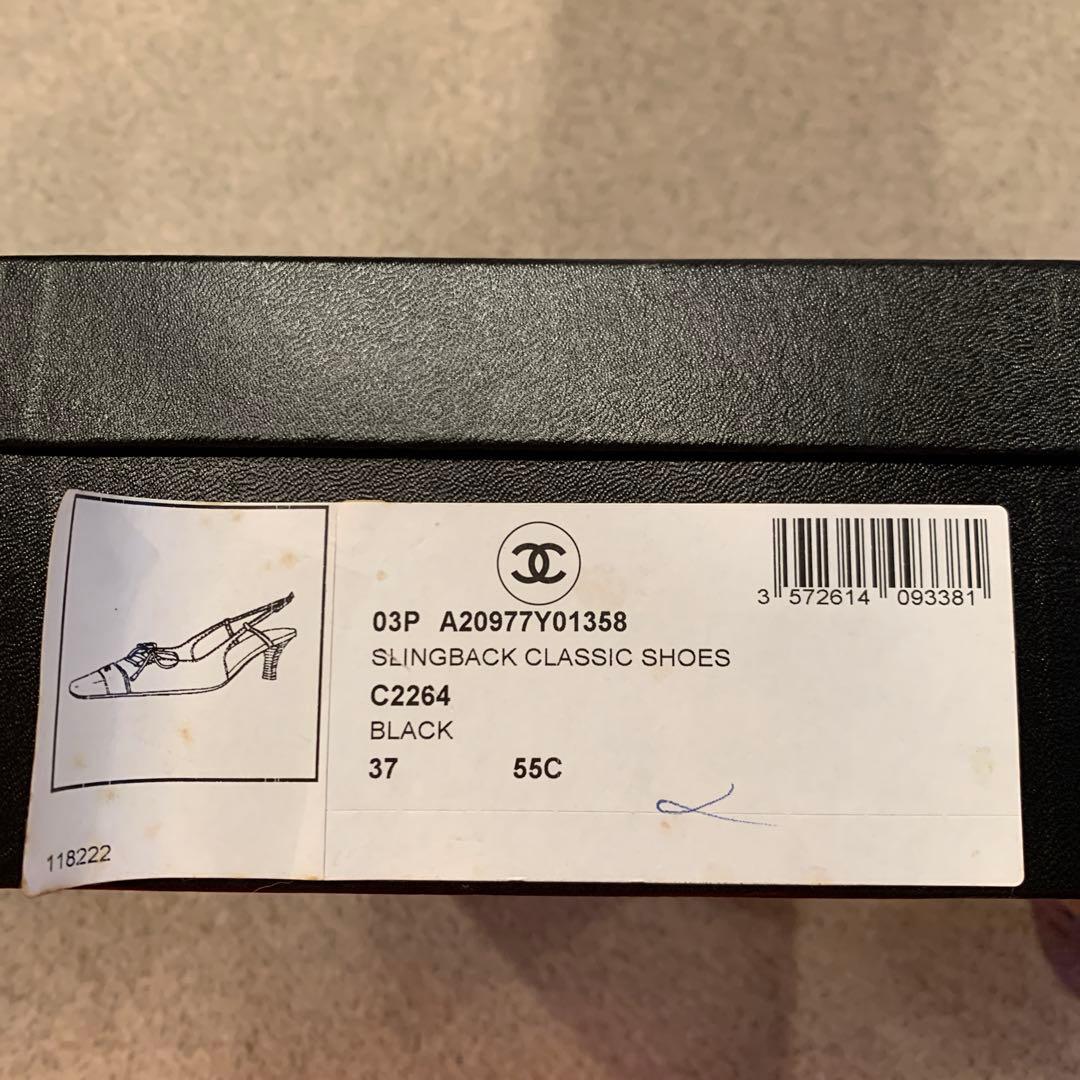 3 572614 093381
03P A20977Y01358
SLINGBACK CLASSIC SHOES
C2264
BLACK
37 55C
118222